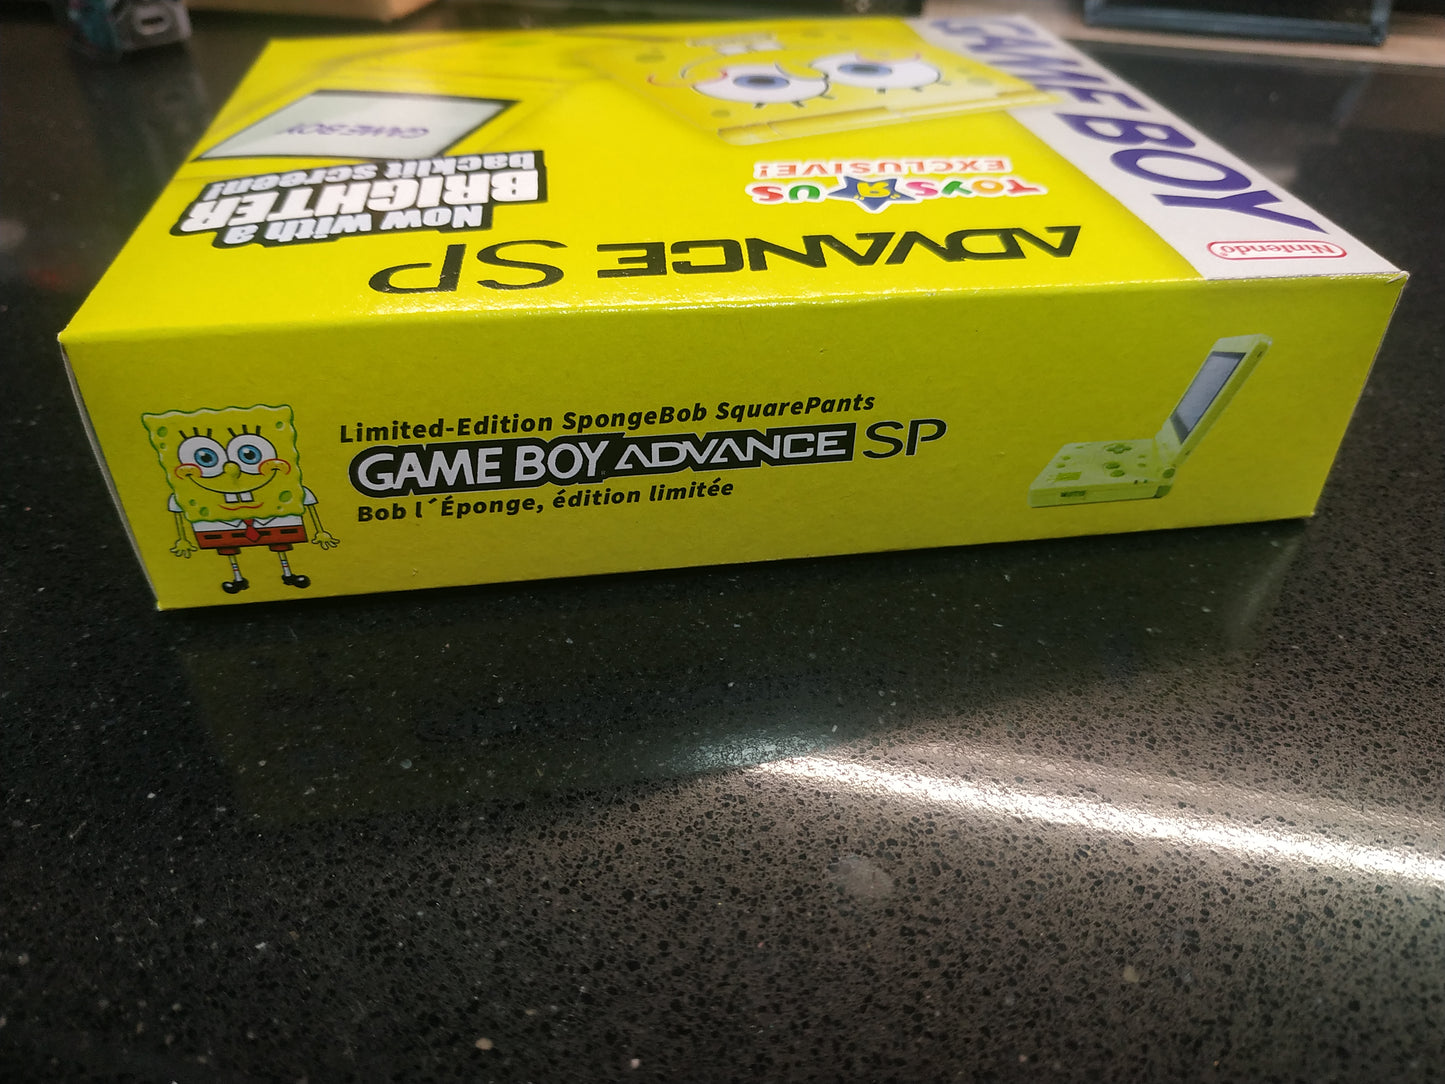 Limited-Edition SpongeBob SquarePants
GAME BOY ADVANCE SP
Bob l´Éponge, édition limitée
Nintendo®
GAME BOY
ADVANCE SP
TOYS R US
EXCLUSIVE!
Now with a
BRIGHTER
backlit screen!
GAME BOY